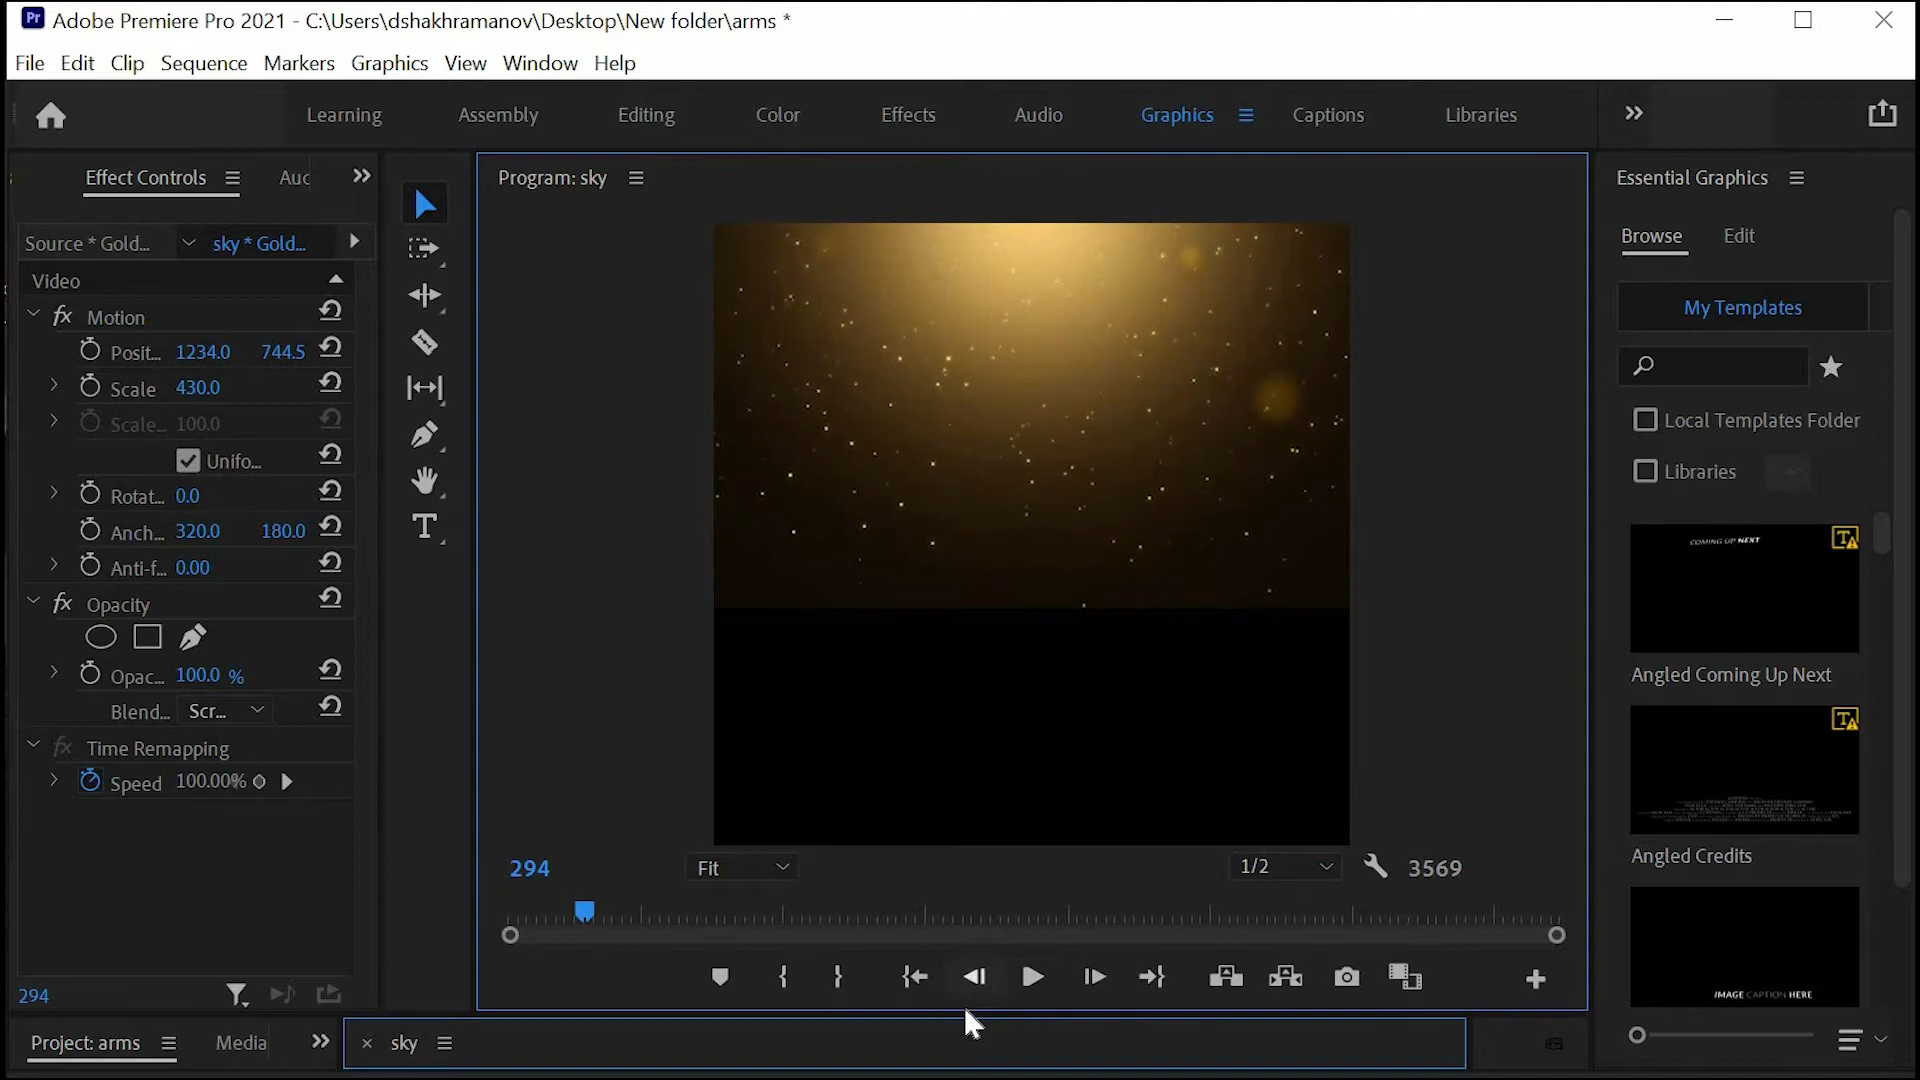 Pr Adobe Premiere Pro 2021 - C:\Users\dshakhramanov\Desktop\New folder\arms *
File Edit Clip Sequence Markers Graphics View Window Help
Learning Assembly Editing Color Effects Audio Graphics Captions Libraries
Effect Controls Auc
Source * Gold... sky * Gold...
Video
fx Motion
Posit... 1234.0 744.5
Scale 430.0
Scale... 100.0
Unifo...
Rotat... 0.0
Anch... 320.0 180.0
Anti-f... 0.00
fx Opacity
Opac... 100.0 %
Blend... Scr...
fx Time Remapping
Speed 100.00%
294
Program: sky
294 Fit 1/2 3569
Essential Graphics
Browse Edit
My Templates
Local Templates Folder
Libraries
COMING UP NEXT
Angled Coming Up Next
Angled Credits
IMAGE CAPTION HERE
Project: arms Media
× sky